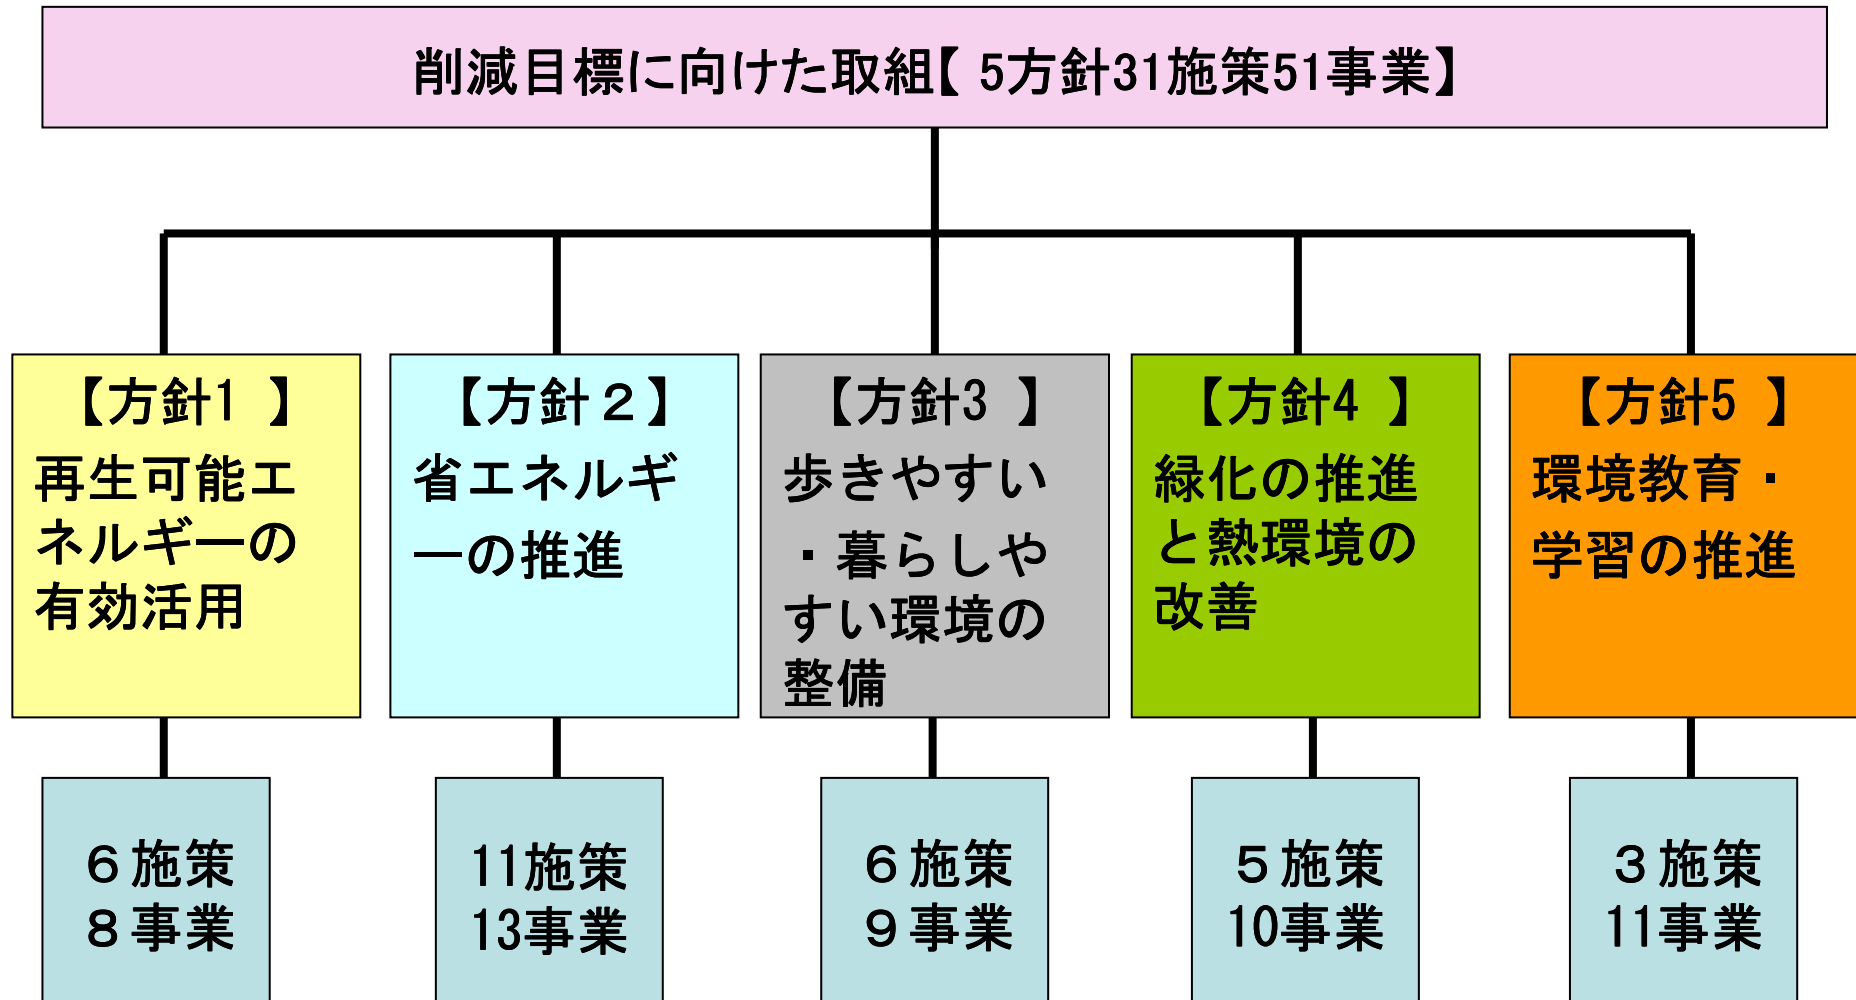 削減目標に向けた取組【 5方針31施策51事業】
【方針1 】
再生可能エ
ネルギーの
有効活用
【方針２】
省エネルギ
ーの推進
【方針3 】
歩きやすい
・暮らしや
すい環境の
整備
【方針4 】
緑化の推進
と熱環境の
改善
【方針5 】
環境教育・
学習の推進
６施策
８事業
11施策
13事業
６施策
９事業
５施策
10事業
３施策
11事業